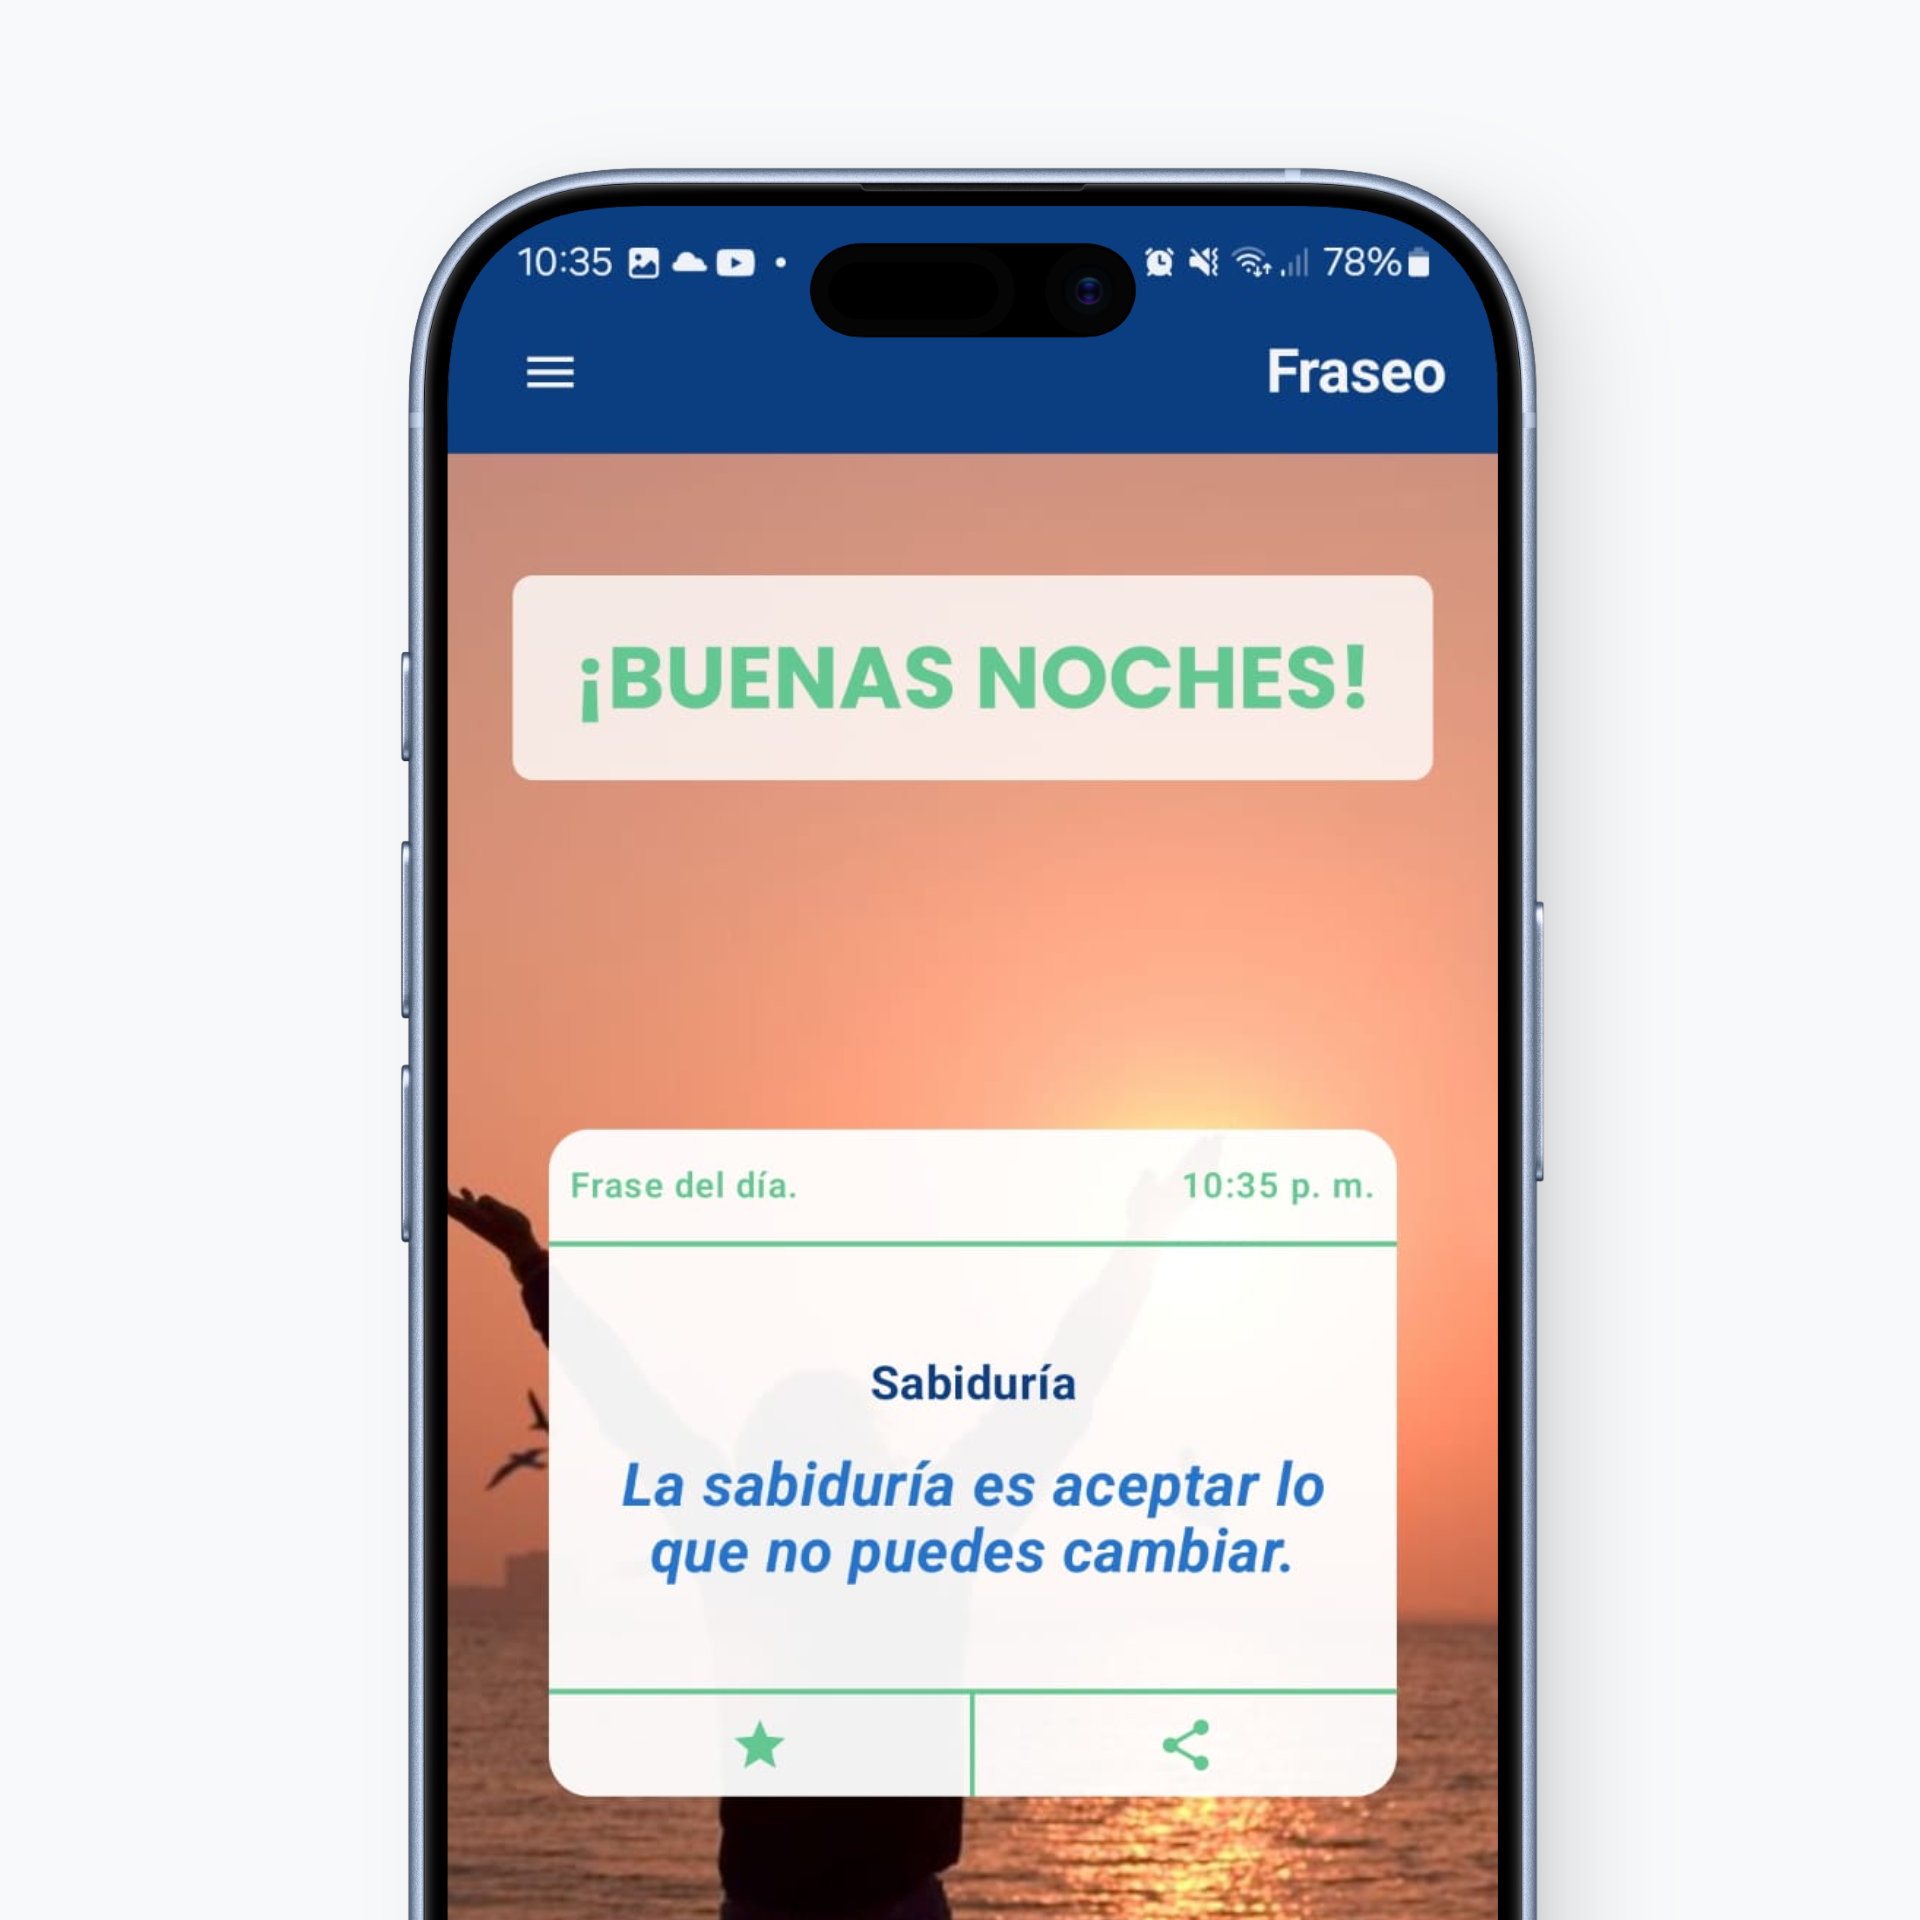 10:35
78%
Fraseo
¡BUENAS NOCHES!
Frase del día.
10:35 p. m.
Sabiduría
La sabiduría es aceptar lo
que no puedes cambiar.